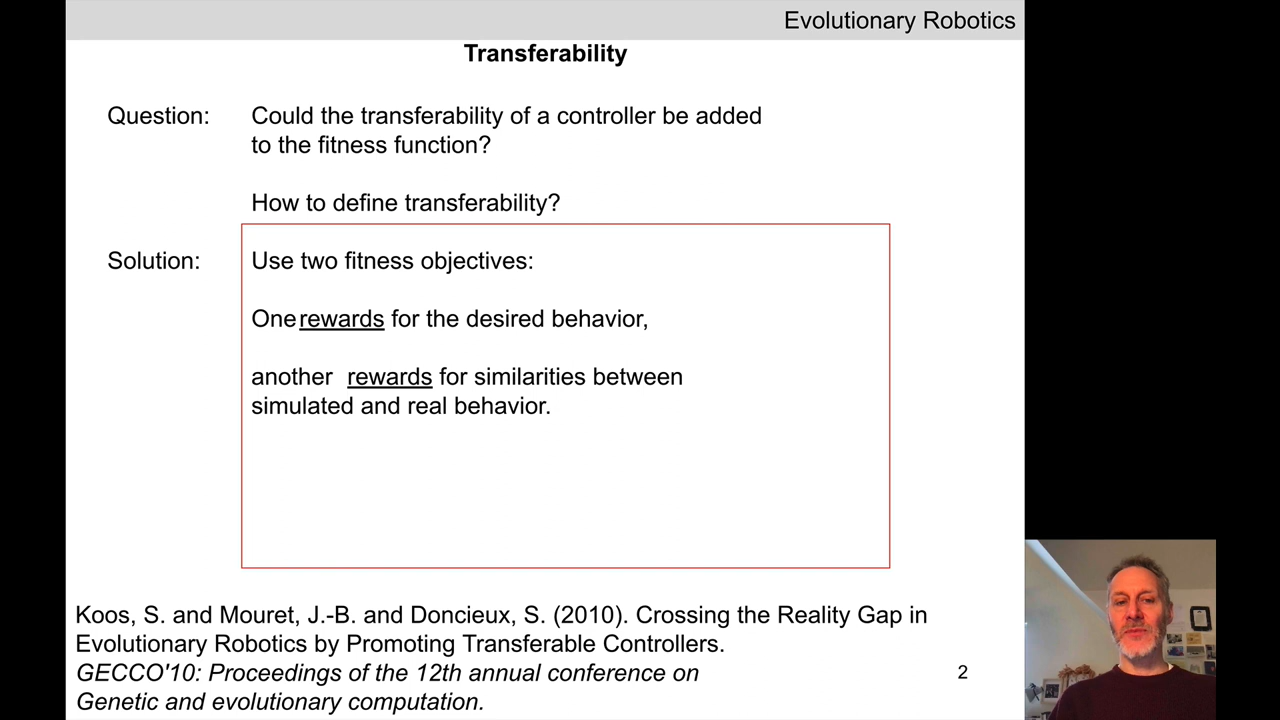 Evolutionary Robotics
Transferability
Question: Could the transferability of a controller be added
to the fitness function?
How to define transferability?
Solution: Use two fitness objectives:
One rewards for the desired behavior,
another rewards for similarities between
simulated and real behavior.
Koos, S. and Mouret, J.-B. and Doncieux, S. (2010). Crossing the Reality Gap in
Evolutionary Robotics by Promoting Transferable Controllers.
GECCO'10: Proceedings of the 12th annual conference on
Genetic and evolutionary computation.
2